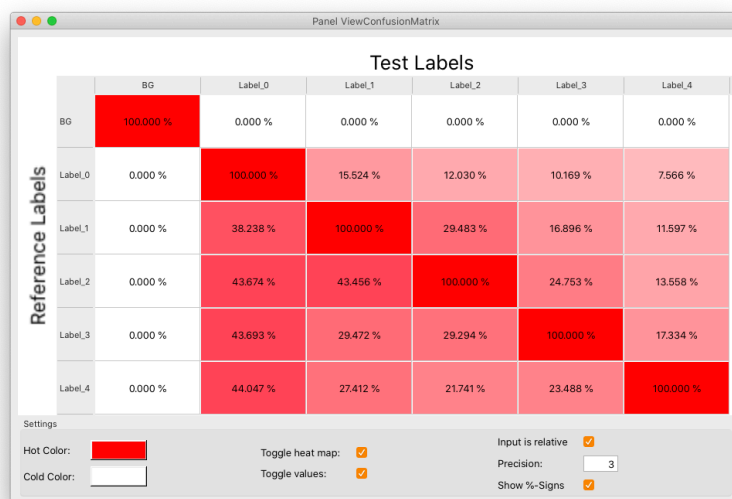 Panel ViewConfusionMatrix
Test Labels
BG Label_0 Label_1 Label_2 Label_3 Label_4
Reference Labels
BG 100.000 % 0.000 % 0.000 % 0.000 % 0.000 % 0.000 %
Label_0 0.000 % 100.000 % 15.524 % 12.030 % 10.169 % 7.566 %
Label_1 0.000 % 38.238 % 100.000 % 29.483 % 16.896 % 11.597 %
Label_2 0.000 % 43.674 % 43.456 % 100.000 % 24.753 % 13.558 %
Label_3 0.000 % 43.693 % 29.472 % 29.294 % 100.000 % 17.334 %
Label_4 0.000 % 44.047 % 27.412 % 21.741 % 23.488 % 100.000 %
Settings
Hot Color: Toggle heat map: Input is relative
Cold Color: Toggle values: Precision: 3
Show %-Signs